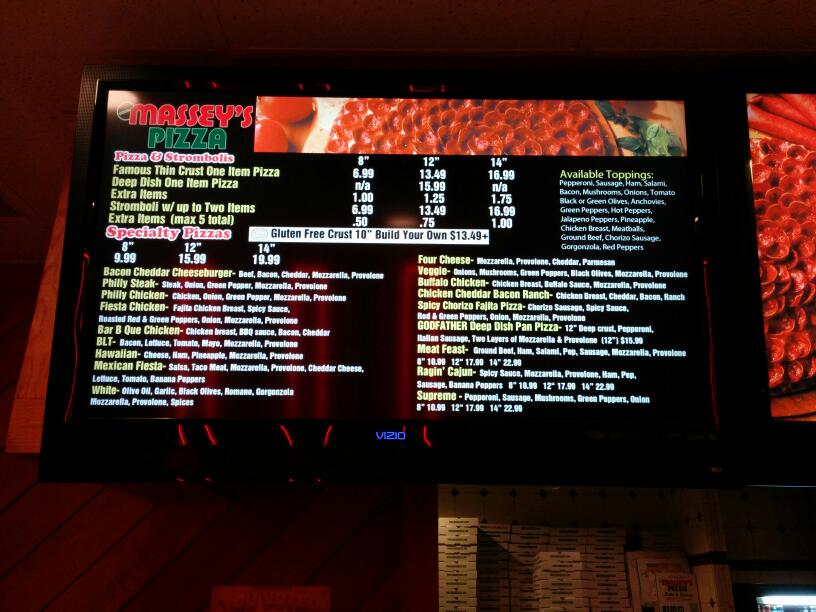 MASSEY'S
PIZZA
Pizza & Strombolis 8" 12" 14"
Famous Thin Crust One Item Pizza 6.99 13.49 16.99
Deep Dish One Item Pizza n/a 15.99 n/a
Extra Items 1.00 1.25 1.75
Stromboli w/ up to Two Items 6.99 13.49 16.99
Extra Items (max 5 total) .50 .75 1.00
Available Toppings:
Pepperoni, Sausage, Ham, Salami,
Bacon, Mushrooms, Onions, Tomato
Black or Green Olives, Anchovies,
Green Peppers, Hot Peppers,
Jalapeno Peppers, Pineapple,
Chicken Breast, Meatballs,
Ground Beef, Chorizo Sausage,
Gorgonzola, Red Peppers
Specialty Pizzas
Gluten Free Crust 10" Build Your Own $13.49+
8" 12" 14"
9.99 15.99 19.99
Bacon Cheddar Cheeseburger- Beef, Bacon, Cheddar, Mozzarella, Provolone
Philly Steak- Steak, Onion, Green Pepper, Mozzarella, Provolone
Philly Chicken- Chicken, Onion, Green Pepper, Mozzarella, Provolone
Fiesta Chicken- Fajita Chicken Breast, Spicy Sauce,
Roasted Red & Green Peppers, Onion, Mozzarella, Provolone
Bar B Que Chicken- Chicken breast, BBQ sauce, Bacon, Cheddar
BLT- Bacon, Lettuce, Tomato, Mayo, Mozzarella, Provolone
Hawaiian- Cheese, Ham, Pineapple, Mozzarella, Provolone
Mexican Fiesta- Salsa, Taco Meat, Mozzarella, Provolone, Cheddar Cheese,
Lettuce, Tomato, Banana Peppers
White- Olive Oil, Garlic, Black Olives, Romano, Gorgonzola
Mozzarella, Provolone, Spices
Four Cheese- Mozzarella, Provolone, Cheddar, Parmesan
Veggie- Onions, Mushrooms, Green Peppers, Black Olives, Mozzarella, Provolone
Buffalo Chicken- Chicken Breast, Buffalo Sauce, Mozzarella, Provolone
Chicken Cheddar Bacon Ranch- Chicken Breast, Cheddar, Bacon, Ranch
Spicy Chorizo Fajita Pizza- Chorizo Sausage, Spicy Sauce,
Red & Green Peppers, Onion, Mozzarella, Provolone
GODFATHER Deep Dish Pan Pizza- 12" Deep crust, Pepperoni,
Italian Sausage, Two Layers of Mozzarella & Provolone (12") $15.99
Meat Feast- Ground Beef, Ham, Salami, Pep, Sausage, Mozzarella, Provolone
8" 10.99 12" 17.99 14" 22.99
Ragin' Cajun- Spicy Sauce, Mozzarella, Provolone, Ham, Pep,
Sausage, Banana Peppers 8" 10.99 12" 17.99 14" 22.99
Supreme - Pepperoni, Sausage, Mushrooms, Green Peppers, Onion
8" 10.99 12" 17.99 14" 22.99
VIZIO
MASSEY'S
PIZZA